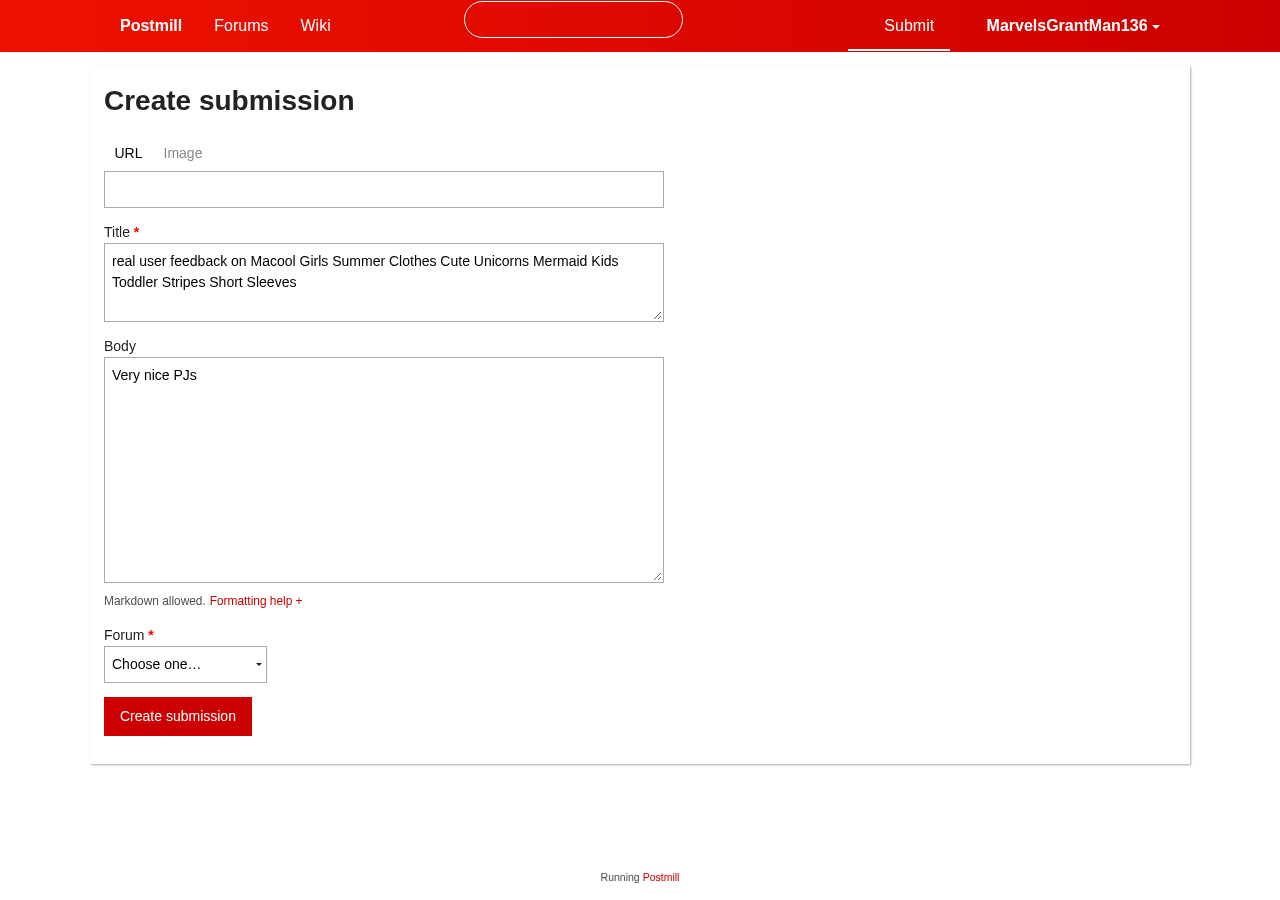 Postmill Forums Wiki Submit MarvelsGrantMan136
Create submission
URL Image
Title *
real user feedback on Macool Girls Summer Clothes Cute Unicorns Mermaid Kids
Toddler Stripes Short Sleeves
Body
Very nice PJs
Markdown allowed. Formatting help +
Forum *
Choose one…
Create submission
Running Postmill